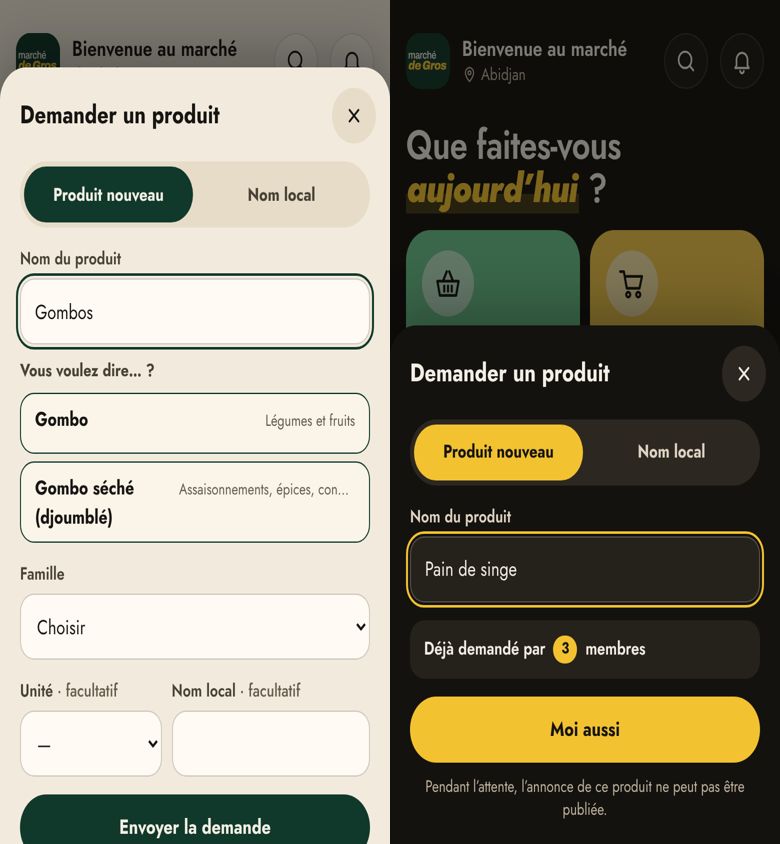 marché
de Gros
Bienvenue au marché
Demander un produit
Produit nouveau
Nom local
Nom du produit
Gombos
Vous voulez dire... ?
Gombo
Légumes et fruits
Gombo séché
(djoumblé)
Assaisonnements, épices, con...
Famille
Choisir
Unité · facultatif
Nom local · facultatif
—
Envoyer la demande
marché
de Gros
Bienvenue au marché
Abidjan
Que faites-vous
aujourd'hui ?
Demander un produit
Produit nouveau
Nom local
Nom du produit
Pain de singe
Déjà demandé par 3 membres
Moi aussi
Pendant l'attente, l'annonce de ce produit ne peut pas être
publiée.